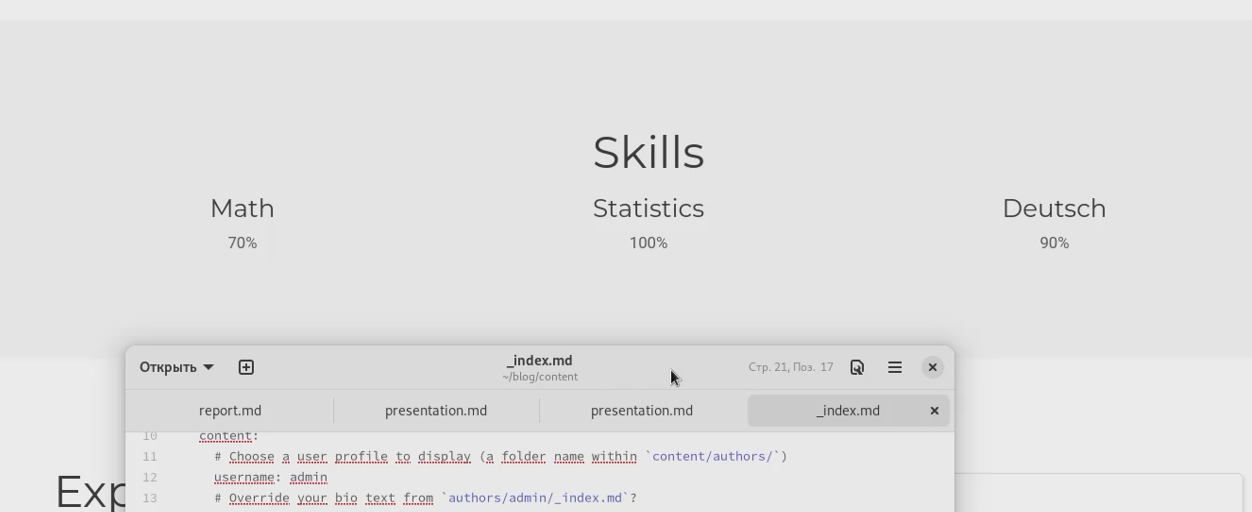 Skills
Math
Statistics
Deutsch
70%
100%
90%
Открыть
_index.md
~/blog/content
Стр. 21, Поз. 17
report.md
presentation.md
presentation.md
_index.md
10 content:
11 # Choose a user profile to display (a folder name within `content/authors/`)
12 username: admin
13 # Override your bio text from `authors/admin/_index.md`?